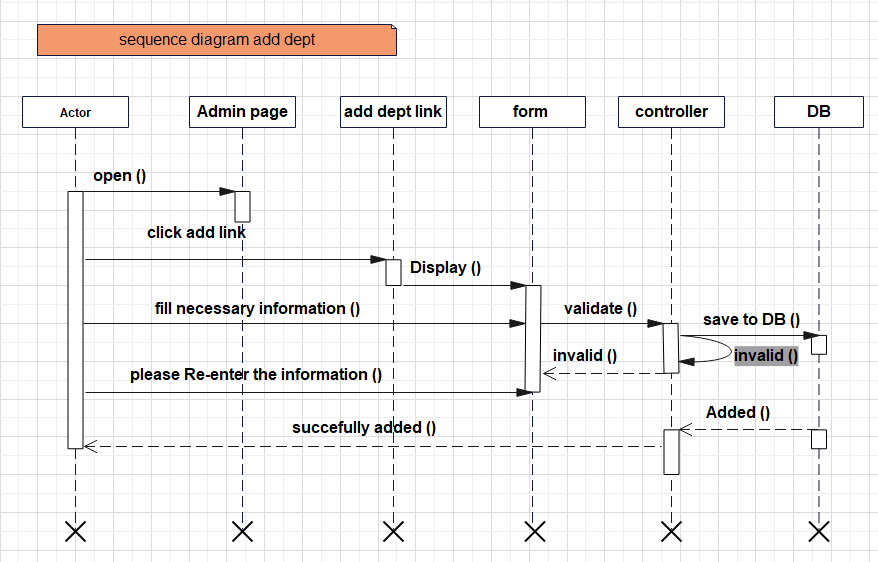 sequence diagram add dept
Actor
Admin page
add dept link
form
controller
DB
open ()
click add link
Display ()
fill necessary information ()
validate ()
save to DB ()
invalid ()
invalid ()
please Re-enter the information ()
Added ()
succefully added ()